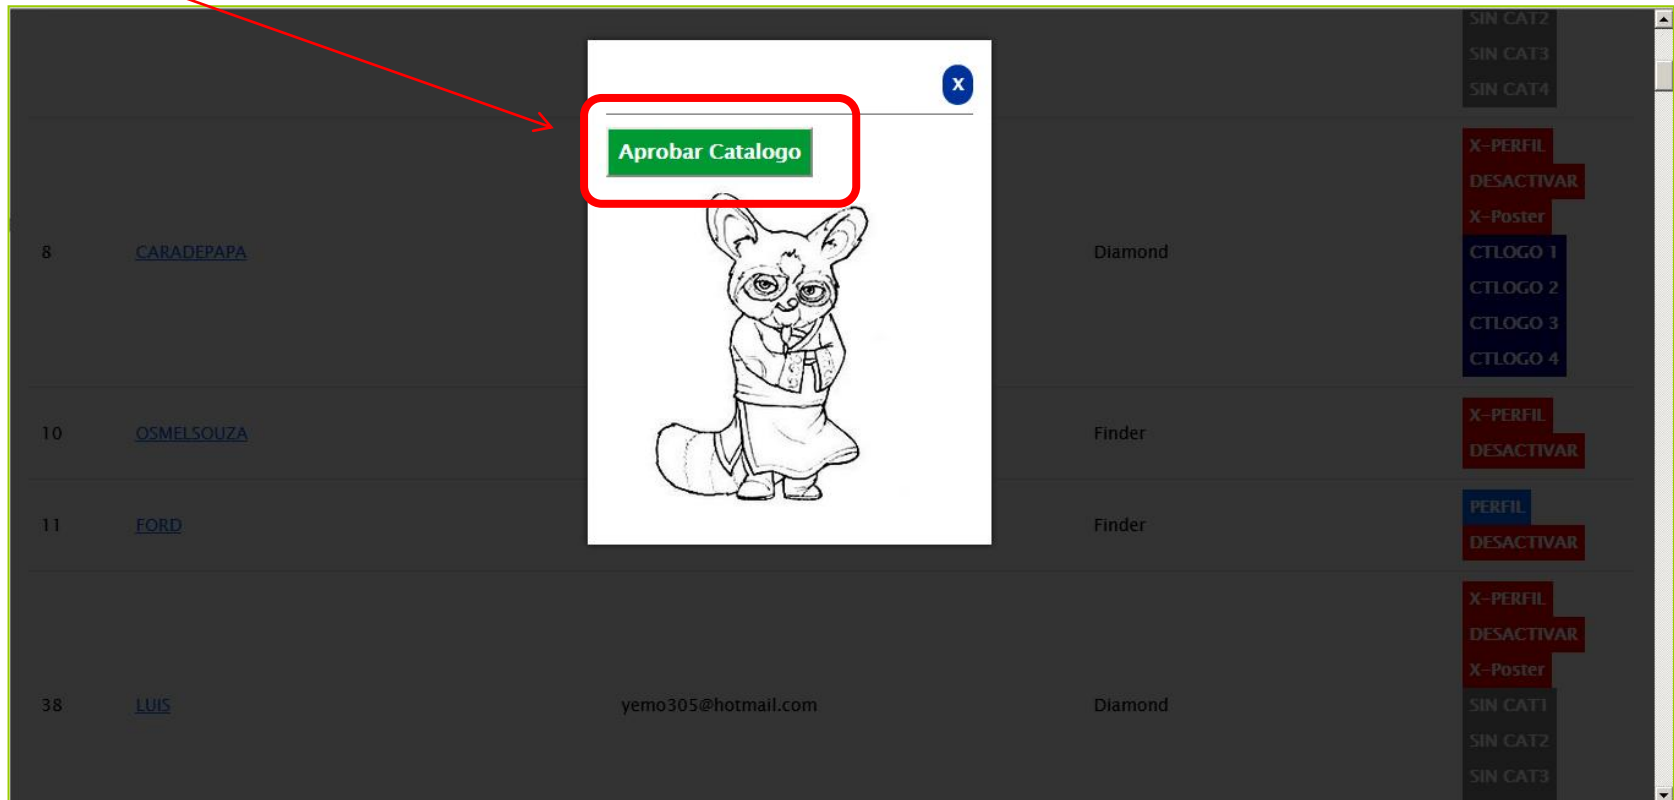 SIN CAT2
SIN CAT3
SIN CAT4
X
Aprobar Catalogo
8 CARADEPAPA Diamond
X-PERFIL
DESACTIVAR
X-Poster
CTLOGO 1
CTLOGO 2
CTLOGO 3
CTLOGO 4
10 OSMELSOUZA Finder
X-PERFIL
DESACTIVAR
11 FORD Finder
PERFIL
DESACTIVAR
38 LUIS yemo305@hotmail.com Diamond
X-PERFIL
DESACTIVAR
X-Poster
SIN CAT1
SIN CAT2
SIN CAT3